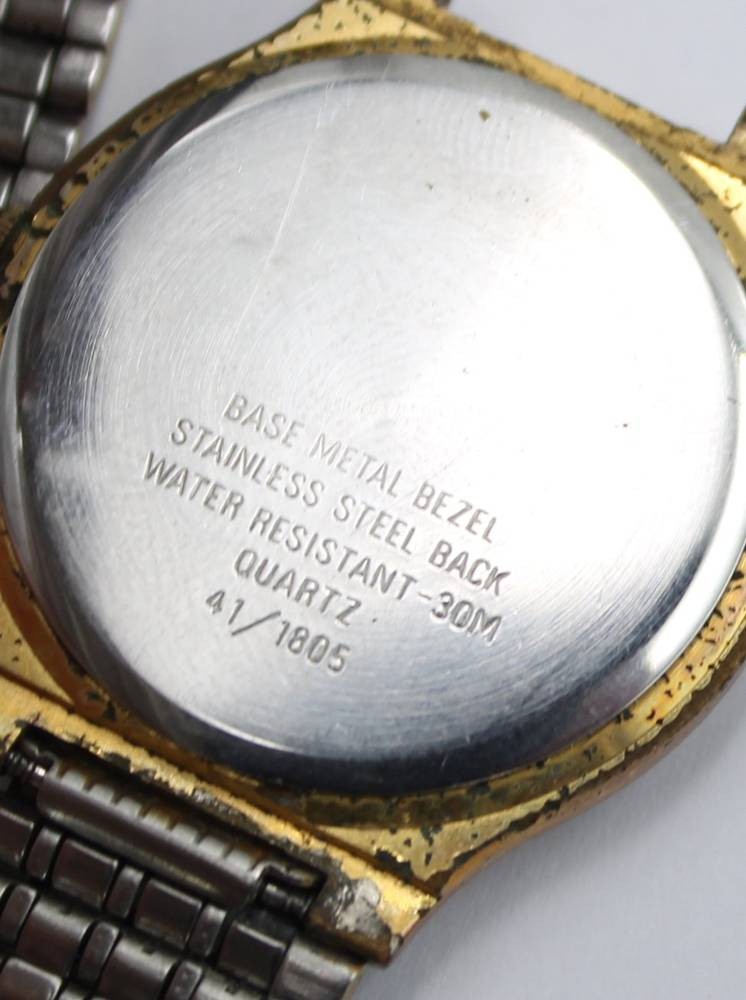 BASE METAL BEZEL
STAINLESS STEEL BACK
WATER RESISTANT-30M
QUARTZ
41/1805